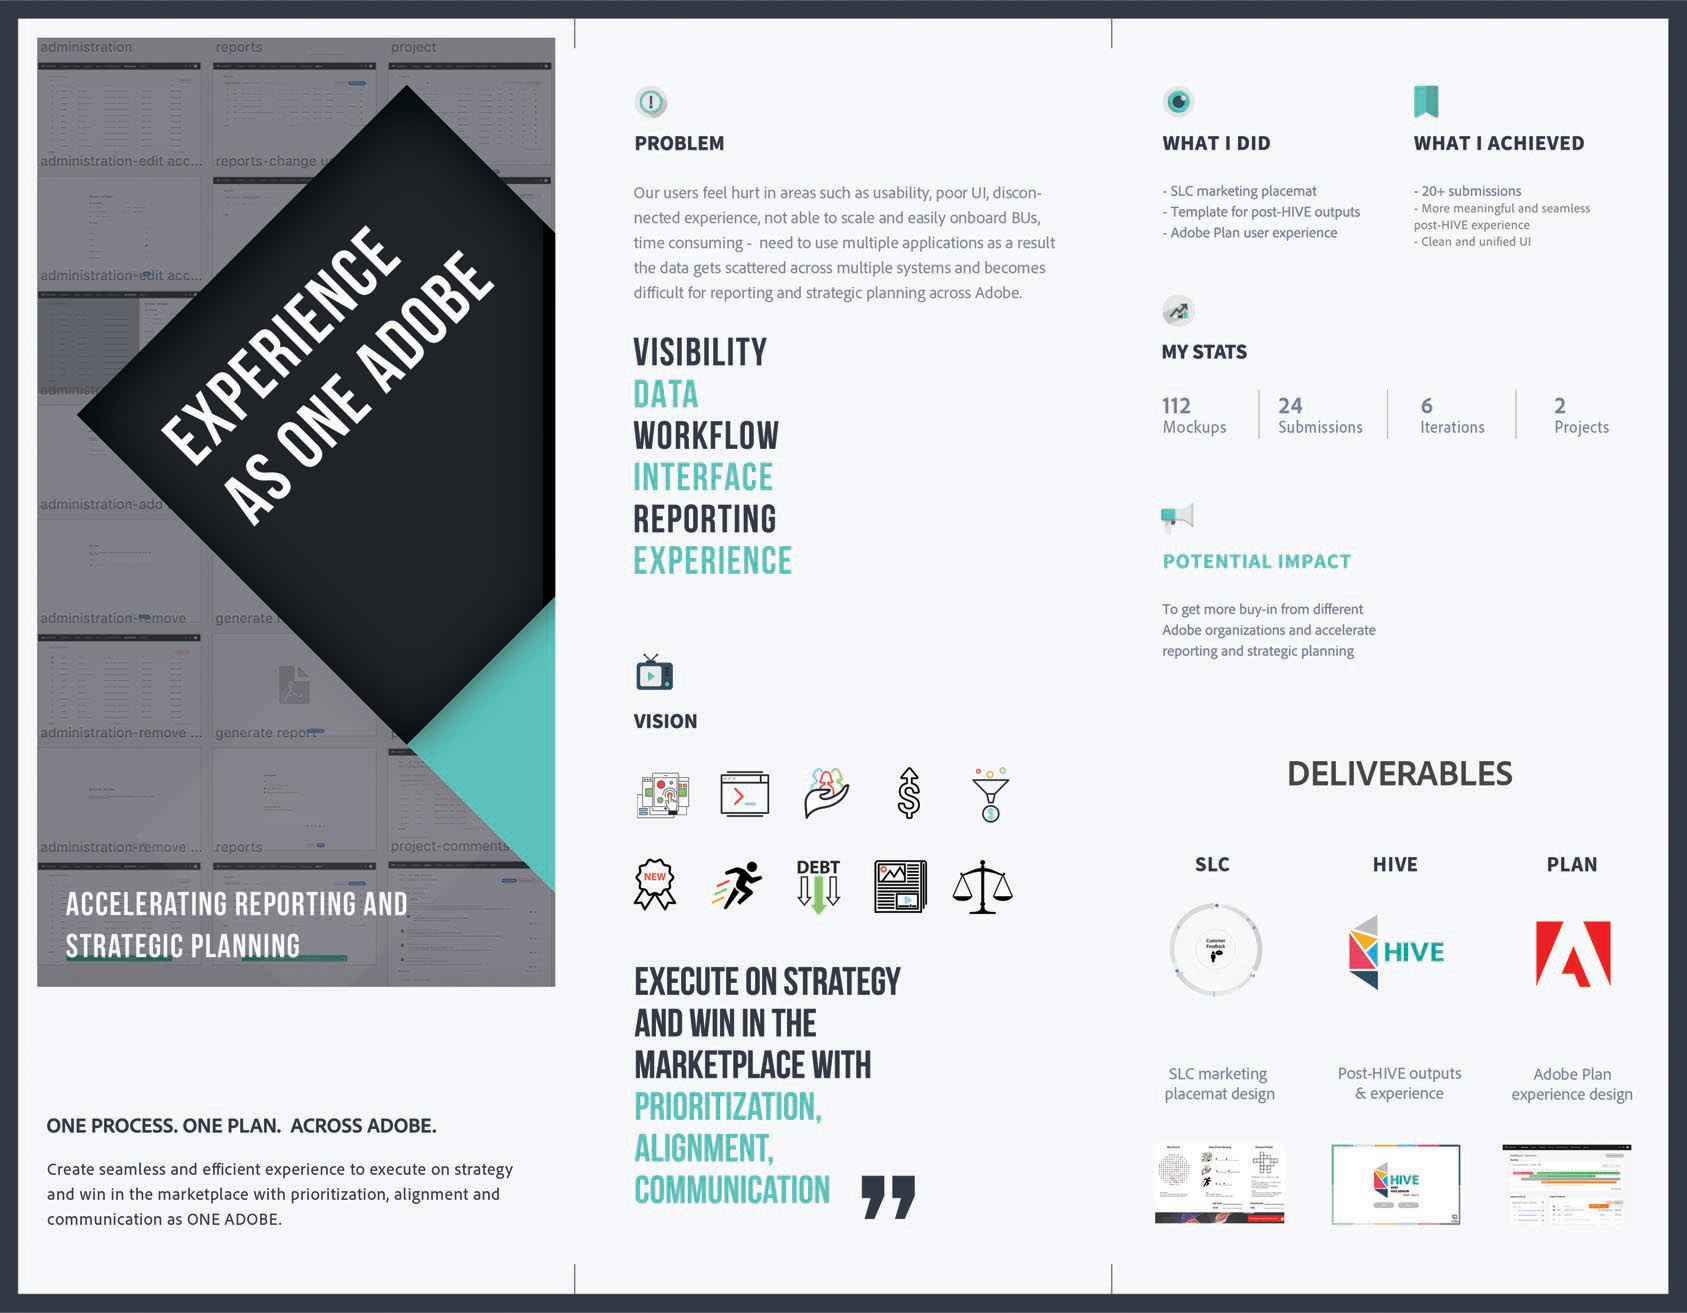 administration
reports
project
administration-edit acc...
reports-change u
administration-edit acc...
administration-add
administration-remove
generate r
administration-remove ...
generate report
administration-remove ...
reports
project-comments
EXPERIENCE
AS ONE ADOBE
ACCELERATING REPORTING AND
STRATEGIC PLANNING
ONE PROCESS. ONE PLAN.  ACROSS ADOBE.
Create seamless and efficient experience to execute on strategy
and win in the marketplace with prioritization, alignment and
communication as ONE ADOBE.
PROBLEM
Our users feel hurt in areas such as usability, poor UI, discon-
nected experience, not able to scale and easily onboard BUs,
time consuming -  need to use multiple applications as a result
the data gets scattered across multiple systems and becomes
difficult for reporting and strategic planning across Adobe.
VISIBILITY
DATA
WORKFLOW
INTERFACE
REPORTING
EXPERIENCE
VISION
NEW
DEBT
EXECUTE ON STRATEGY
AND WIN IN THE
MARKETPLACE WITH
PRIORITIZATION,
ALIGNMENT,
COMMUNICATION ”
WHAT I DID
- SLC marketing placemat
- Template for post-HIVE outputs
- Adobe Plan user experience
WHAT I ACHIEVED
- 20+ submissions
- More meaningful and seamless
post-HIVE experience
- Clean and unified UI
MY STATS
112
Mockups
24
Submissions
6
Iterations
2
Projects
POTENTIAL IMPACT
To get more buy-in from different
Adobe organizations and accelerate
reporting and strategic planning
DELIVERABLES
SLC
HIVE
PLAN
Customer
Feedback
HIVE
SLC marketing
placemat design
Post-HIVE outputs
& experience
Adobe Plan
experience design
HIVE